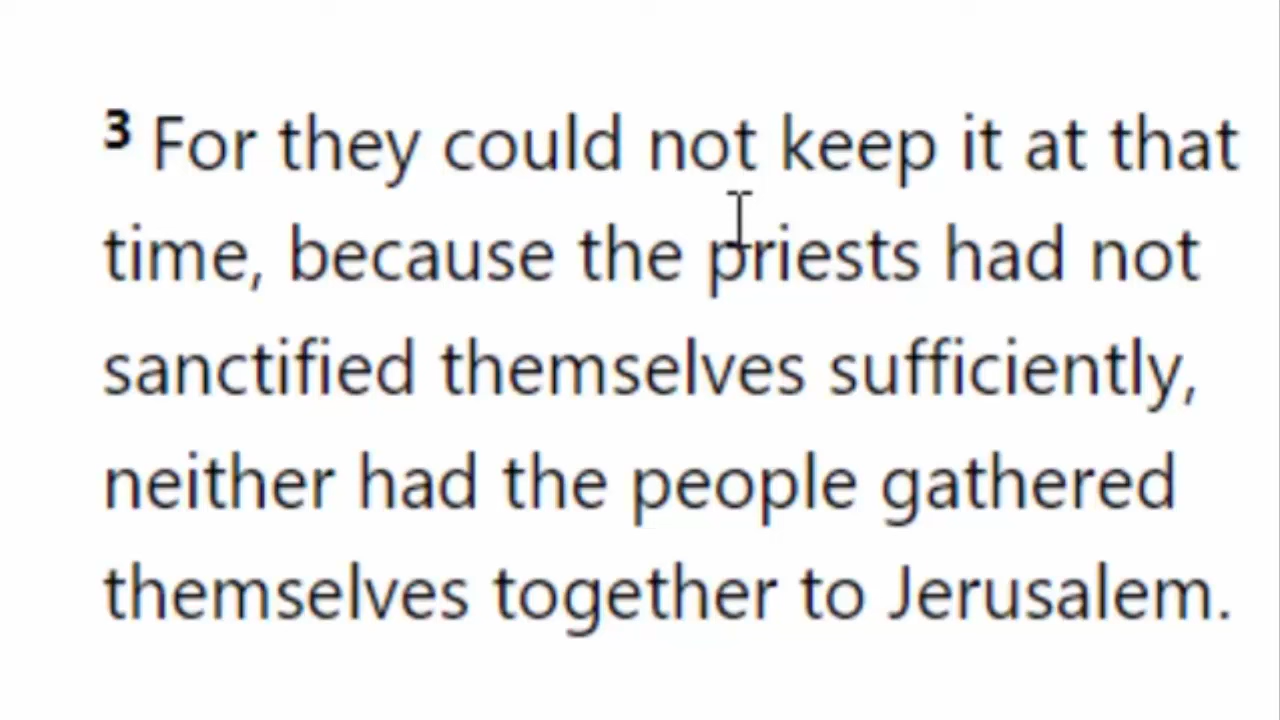 3 For they could not keep it at that
time, because the priests had not
sanctified themselves sufficiently,
neither had the people gathered
themselves together to Jerusalem.